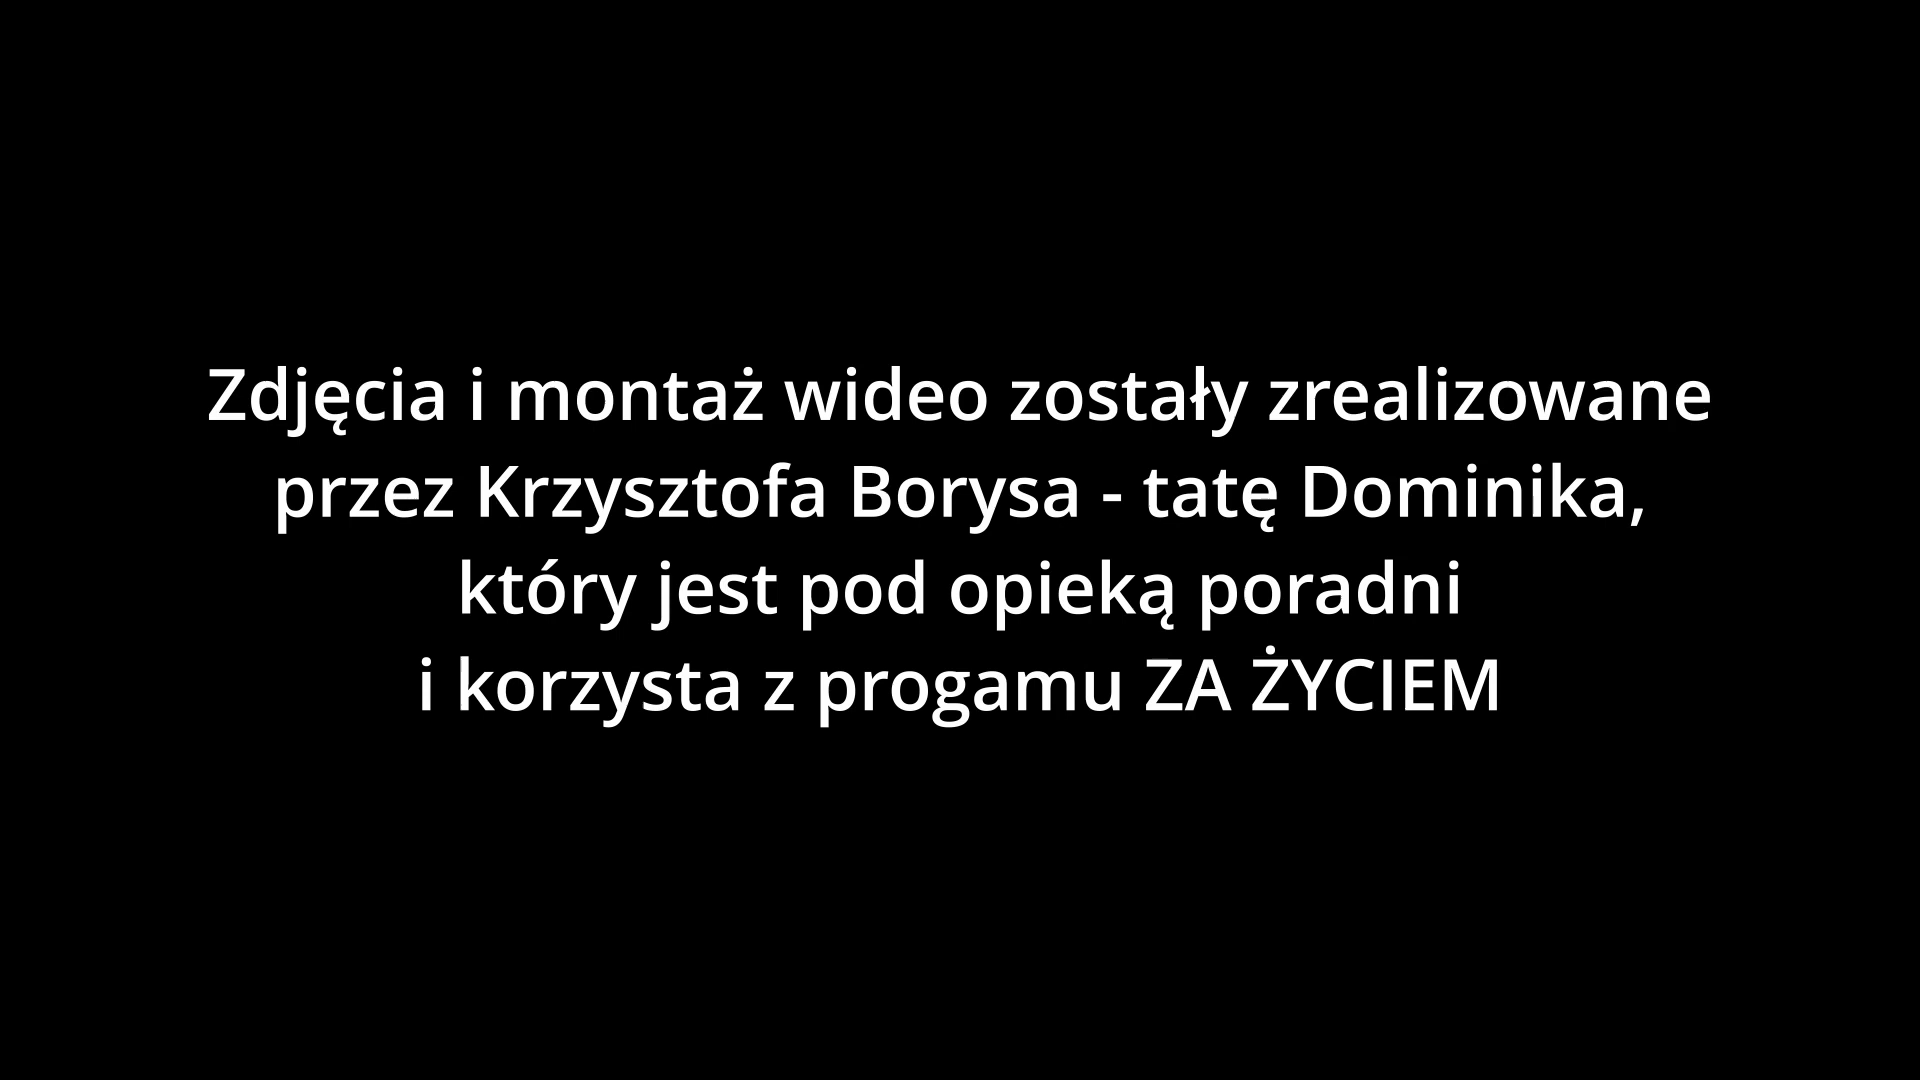 Zdjęcia i montaż wideo zostały zrealizowane
przez Krzysztofa Borysa - tatę Dominika,
który jest pod opieką poradni
i korzysta z progamu ZA ŻYCIEM